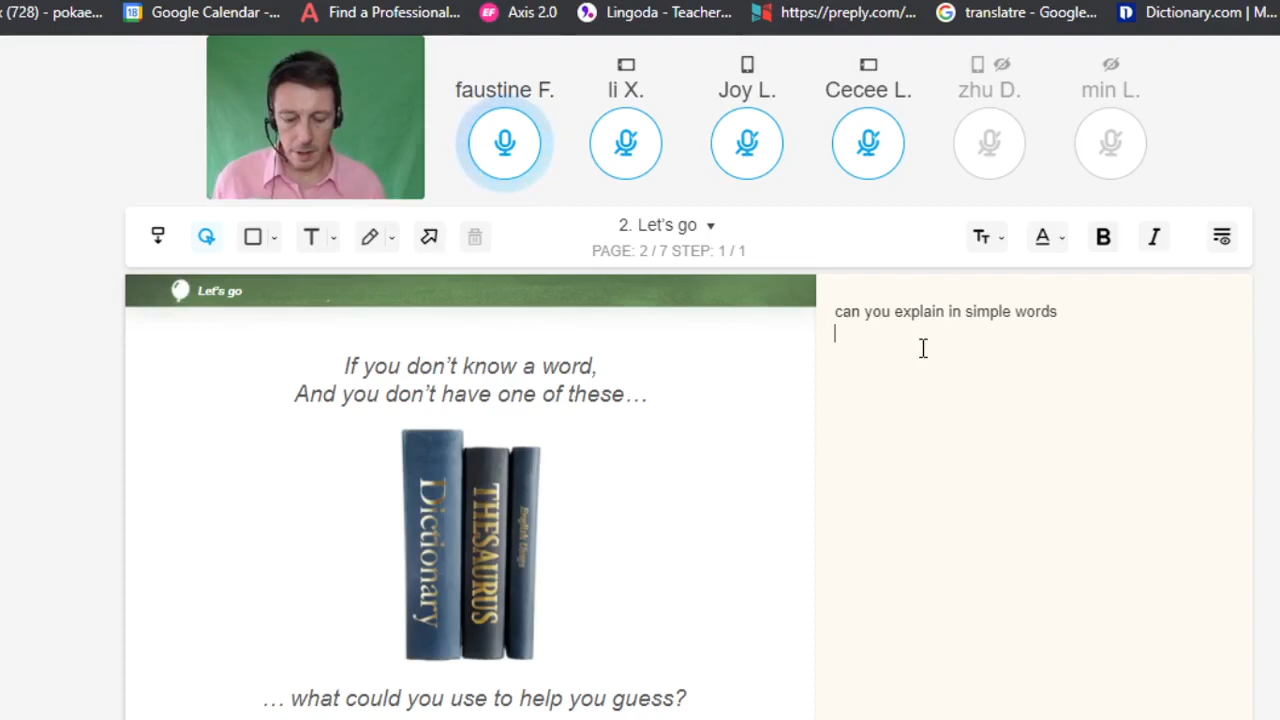 x (728) - pokae...
Google Calendar -...
Find a Professional...
EF
Axis 2.0
Lingoda - Teacher...
https://preply.com/...
translatre - Google...
Dictionary.com | M...
faustine F.
li X.
Joy L.
Cecee L.
zhu D.
min L.
2. Let's go
PAGE: 2 / 7 STEP: 1 / 1
Let's go
can you explain in simple words
If you don't know a word,
And you don't have one of these...
Dictionary
THESAURUS
... what could you use to help you guess?